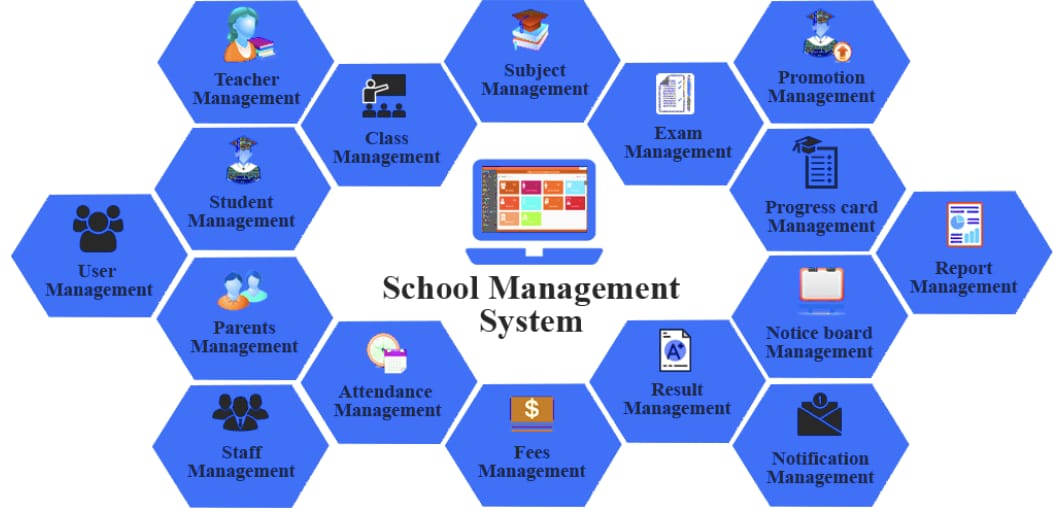 Teacher
Management
Subject
Management
Promotion
Management
Class
Management
Exam
Management
Student
Management
Progress card
Management
User
Management
Report
Management
School Management
System
Parents
Management
Notice board
Management
Attendance
Management
Result
Management
Staff
Management
Fees
Management
Notification
Management
$
A+